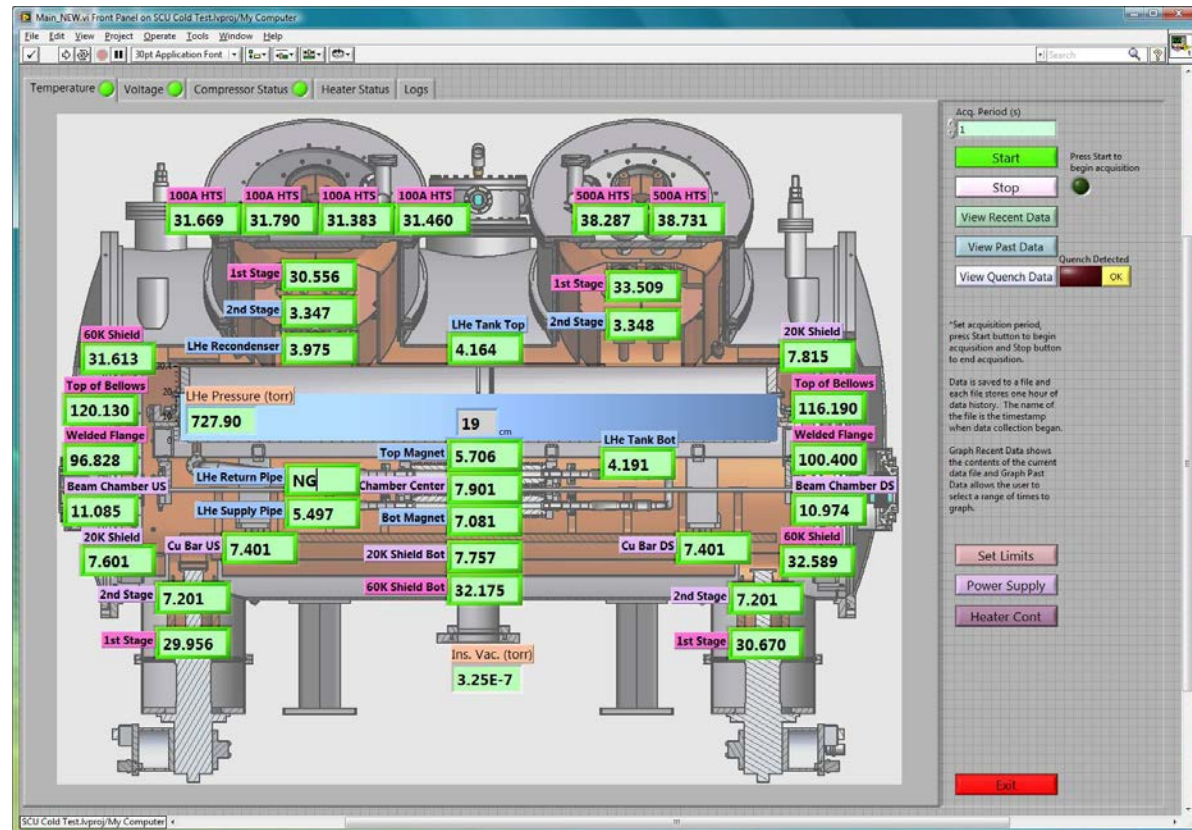 Main_NEW.vi Front Panel on SCU Cold Test.lvproj/My Computer
File Edit View Project Operate Tools Window Help
30pt Application Font
Search
Temperature Voltage Compressor Status Heater Status Logs
100A HTS 100A HTS 100A HTS 100A HTS 500A HTS 500A HTS
31.669 31.790 31.383 31.460 38.287 38.731
1st Stage 30.556
1st Stage 33.509
2nd Stage 3.347
2nd Stage 3.348
LHe Recondenser 3.975
LHe Tank Top
4.164
60K Shield
31.613
20K Shield
7.815
Top of Bellows
120.130
Top of Bellows
116.190
LHe Pressure (torr)
727.90
19 cm
Welded Flange
96.828
Welded Flange
100.400
Top Magnet 5.706
LHe Tank Bot
4.191
LHe Return Pipe NG
Chamber Center 7.901
Beam Chamber US
11.085
Beam Chamber DS
10.974
LHe Supply Pipe 5.497
Bot Magnet 7.081
20K Shield
7.601
60K Shield
32.589
Cu Bar US 7.401
20K Shield Bot 7.757
Cu Bar DS 7.401
60K Shield Bot 32.175
2nd Stage 7.201
2nd Stage 7.201
1st Stage 29.956
1st Stage 30.670
Ins. Vac. (torr)
3.25E-7
Acq. Period (s)
1
Start
Press Start to
begin acquisition
Stop
View Recent Data
View Past Data
Quench Detected
View Quench Data OK
*Set acquisition period,
press Start button to begin
acquisition and Stop button
to end acquisition.
Data is saved to a file and
each file stores one hour of
data history. The name of
the file is the timestamp
when data collection began.
Graph Recent Data shows
the contents of the current
data file and Graph Past
Data allows the user to
select a range of times to
graph.
Set Limits
Power Supply
Heater Cont
Exit
SCU Cold Test.lvproj/My Computer